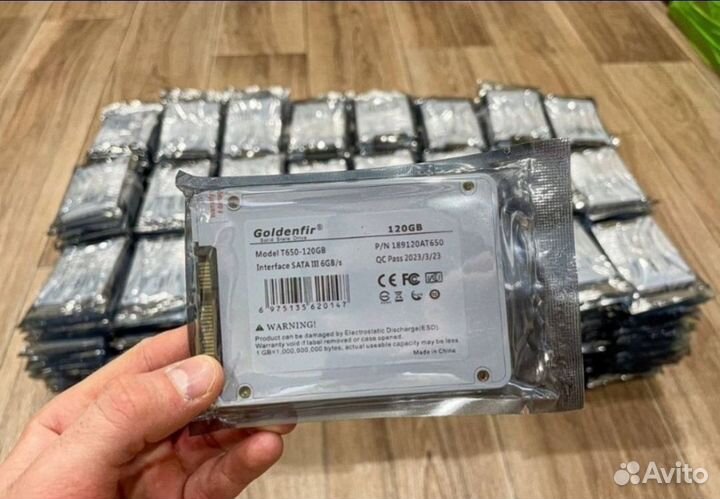 Goldenfir®
Solid State Drive
120GB
Model T650-120GB
P/N 189120AT650
Interface SATA III 6GB/s
QC Pass 2023/3/23
6 975135 620147
CE FC
WARNING!
Product can be damaged by Electrostatic Discharge(ESD)
Warranty void if label removed or case opened.
1 GB=1,000,000,000 bytes, actual useable capacity may be less
Made in China
Avito